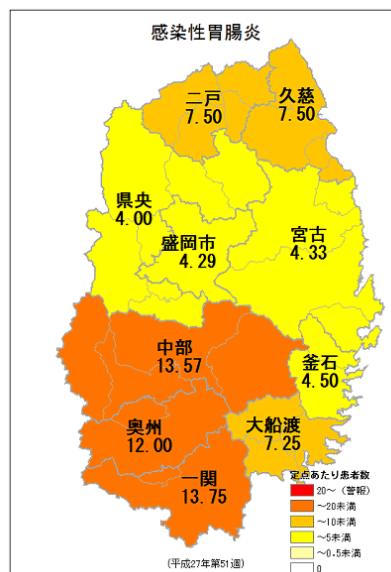 感染性胃腸炎
二戸
7.50
久慈
7.50
県央
4.00
盛岡市
4.29
宮古
4.33
中部
13.57
釜石
4.50
奥州
12.00
大船渡
7.25
一関
13.75
定点あたり患者数
20～（警報）
～20未満
～10未満
～5未満
～0.5未満
0
(平成27年第51週)